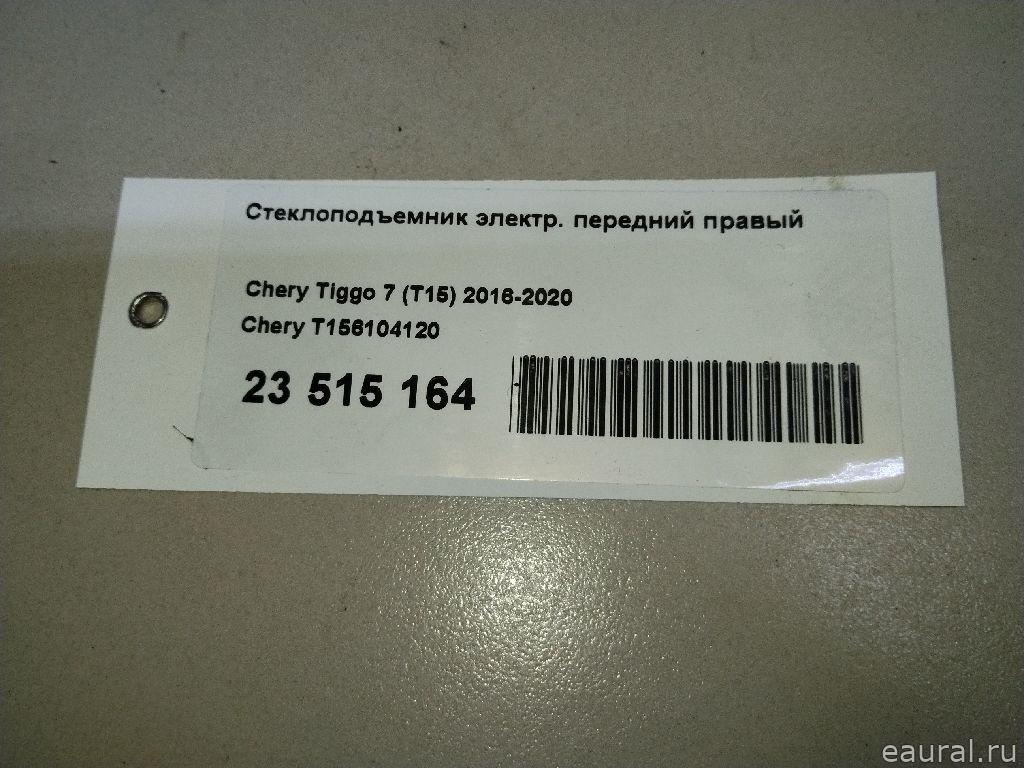 Стеклоподъемник электр. передний правый
Chery Tiggo 7 (T15) 2016-2020
Chery T156104120
23 515 164
eaural.ru